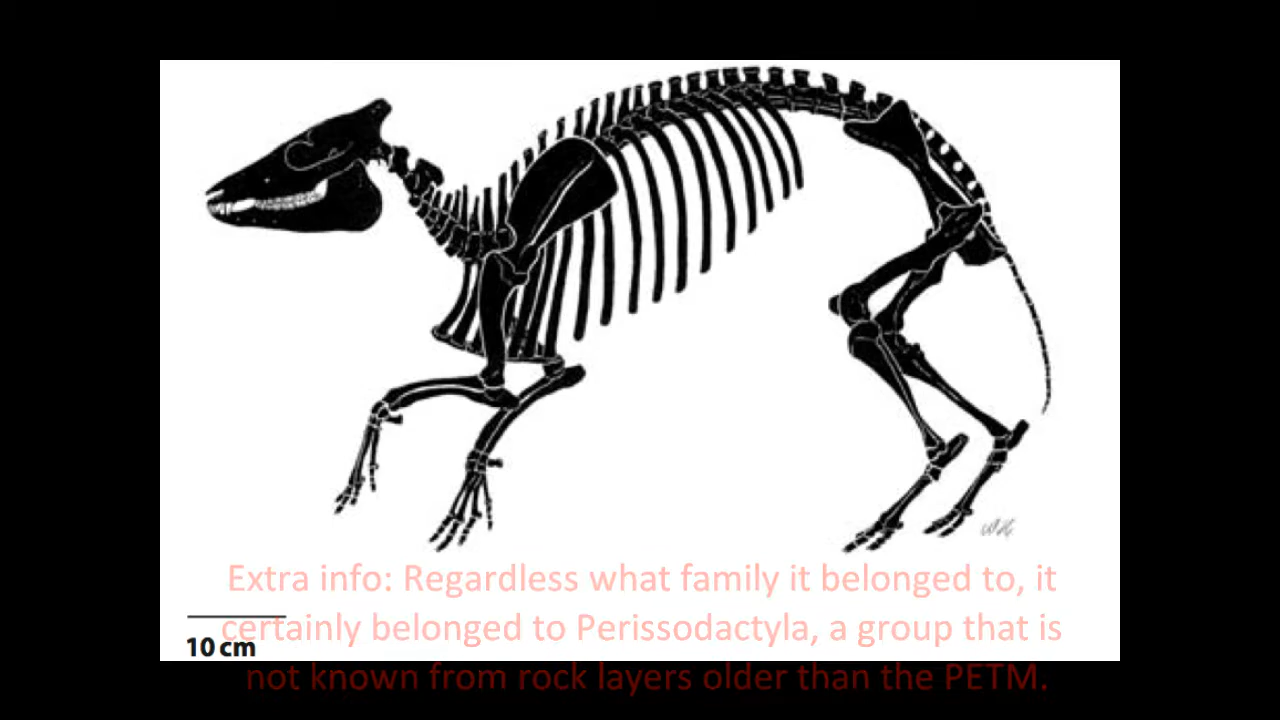 Extra info: Regardless what family it belonged to, it
certainly belonged to Perissodactyla, a group that is
10 cm
not known from rock layers older than the PETM.